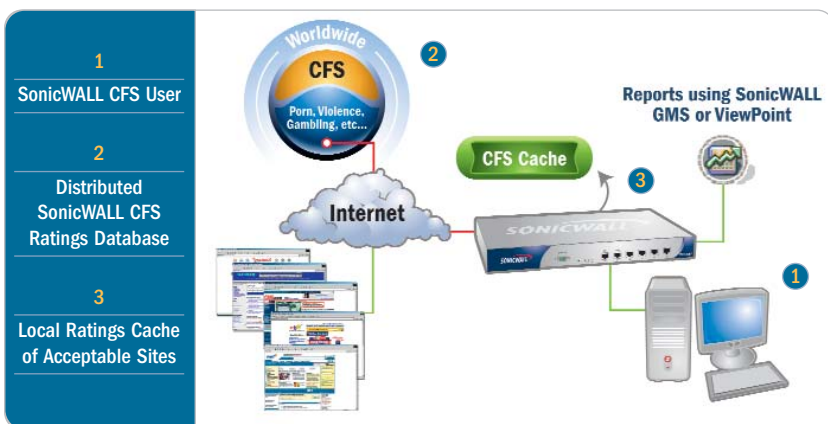 1
SonicWALL CFS User
2
Distributed
SonicWALL CFS
Ratings Database
3
Local Ratings Cache
of Acceptable Sites
Worldwide
CFS
Porn, Violence,
Gambling, etc...
2
Reports using SonicWALL
GMS or ViewPoint
CFS Cache
3
Internet
SONICWALL
SONICWALL
1